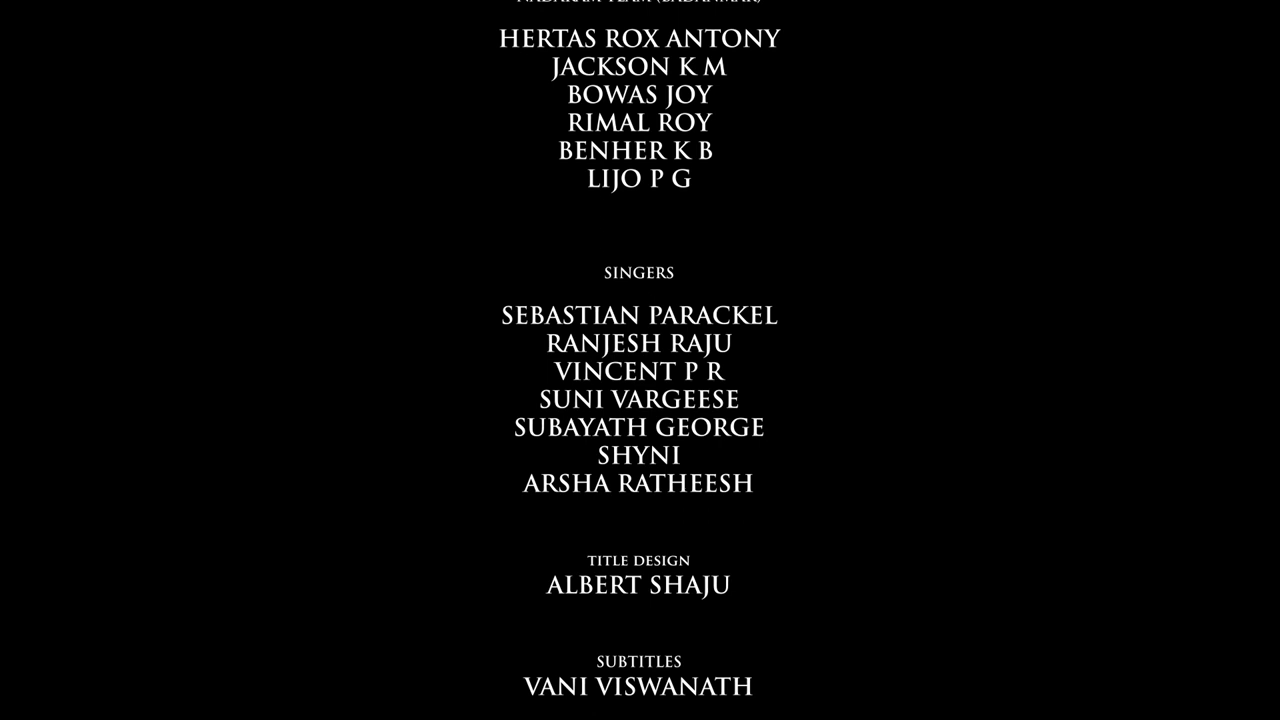 HERTAS ROX ANTONY
JACKSON K M
BOWAS JOY
RIMAL ROY
BENHER K B
LIJO P G
SINGERS
SEBASTIAN PARACKEL
RANJESH RAJU
VINCENT P R
SUNI VARGEESE
SUBAYATH GEORGE
SHYNI
ARSHA RATHEESH
TITLE DESIGN
ALBERT SHAJU
SUBTITLES
VANI VISWANATH